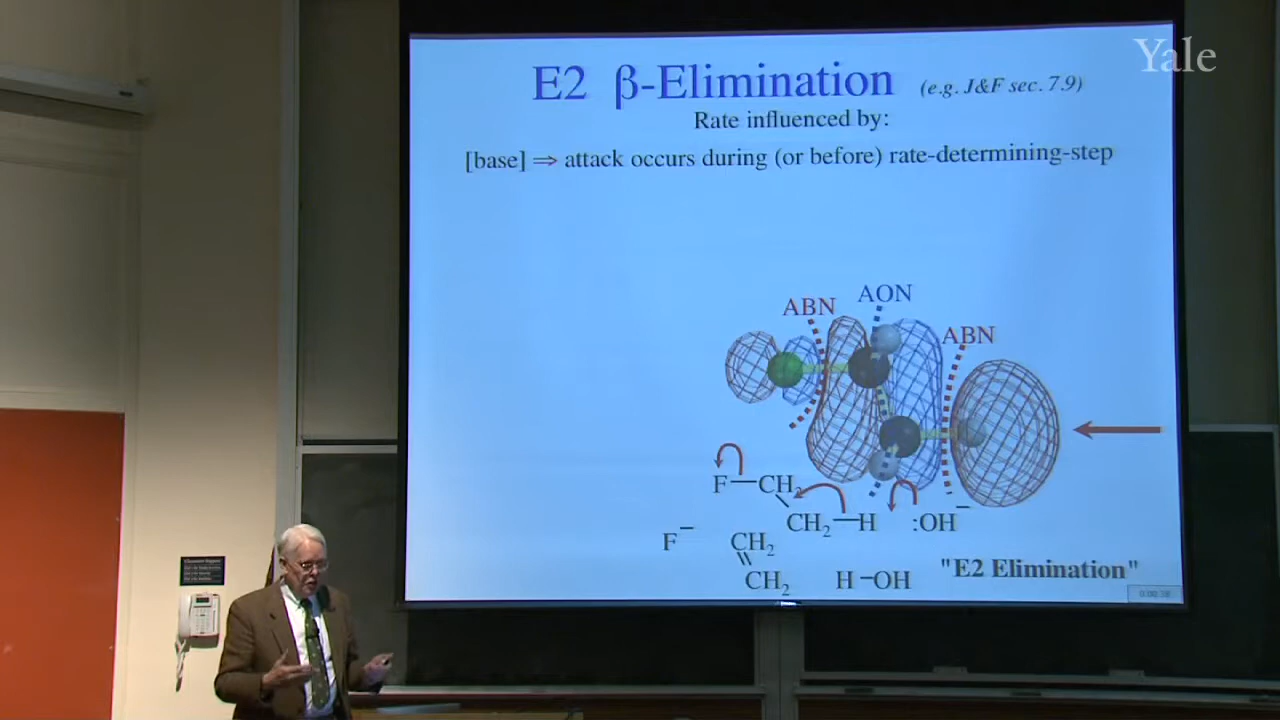 Yale
E2 β-Elimination (e.g. J&F sec. 7.9)
Rate influenced by:
[base] ⇒ attack occurs during (or before) rate-determining-step
ABN AON ABN
F—CH₂
CH₂—H :OH⁻
F⁻ CH₂
CH₂ H–OH
"E2 Elimination"